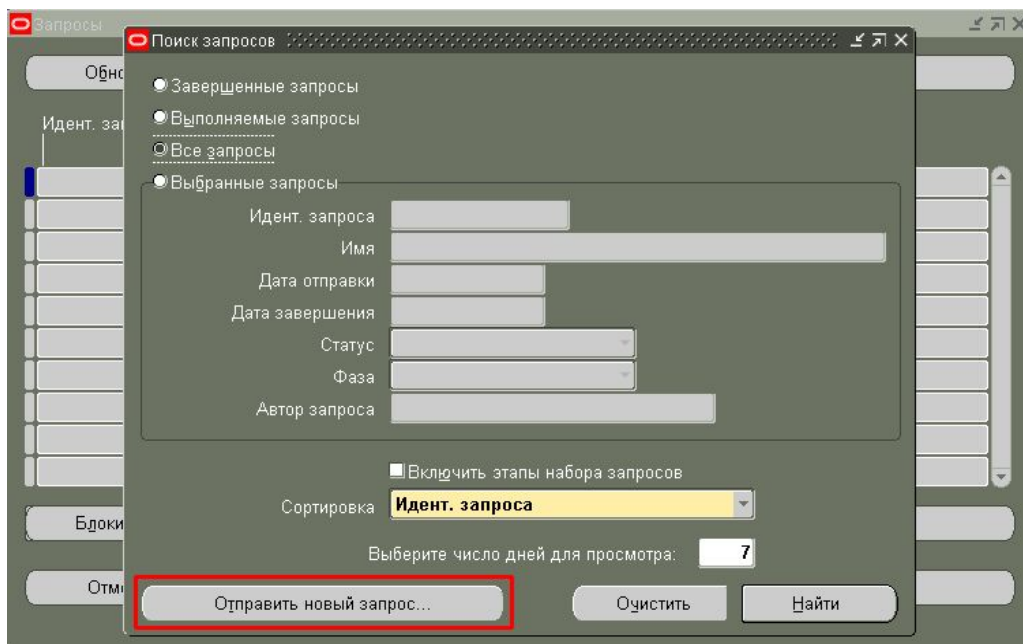 Запросы
Поиск запросов
Обно
Завершенные запросы
Выполняемые запросы
Идент. за
Все запросы
Выбранные запросы
Идент. запроса
Имя
Дата отправки
Дата завершения
Статус
Фаза
Автор запроса
Включить этапы набора запросов
Сортировка Идент. запроса
Блоки
Выберите число дней для просмотра: 7
Отм
Отправить новый запрос...
Очистить
Найти